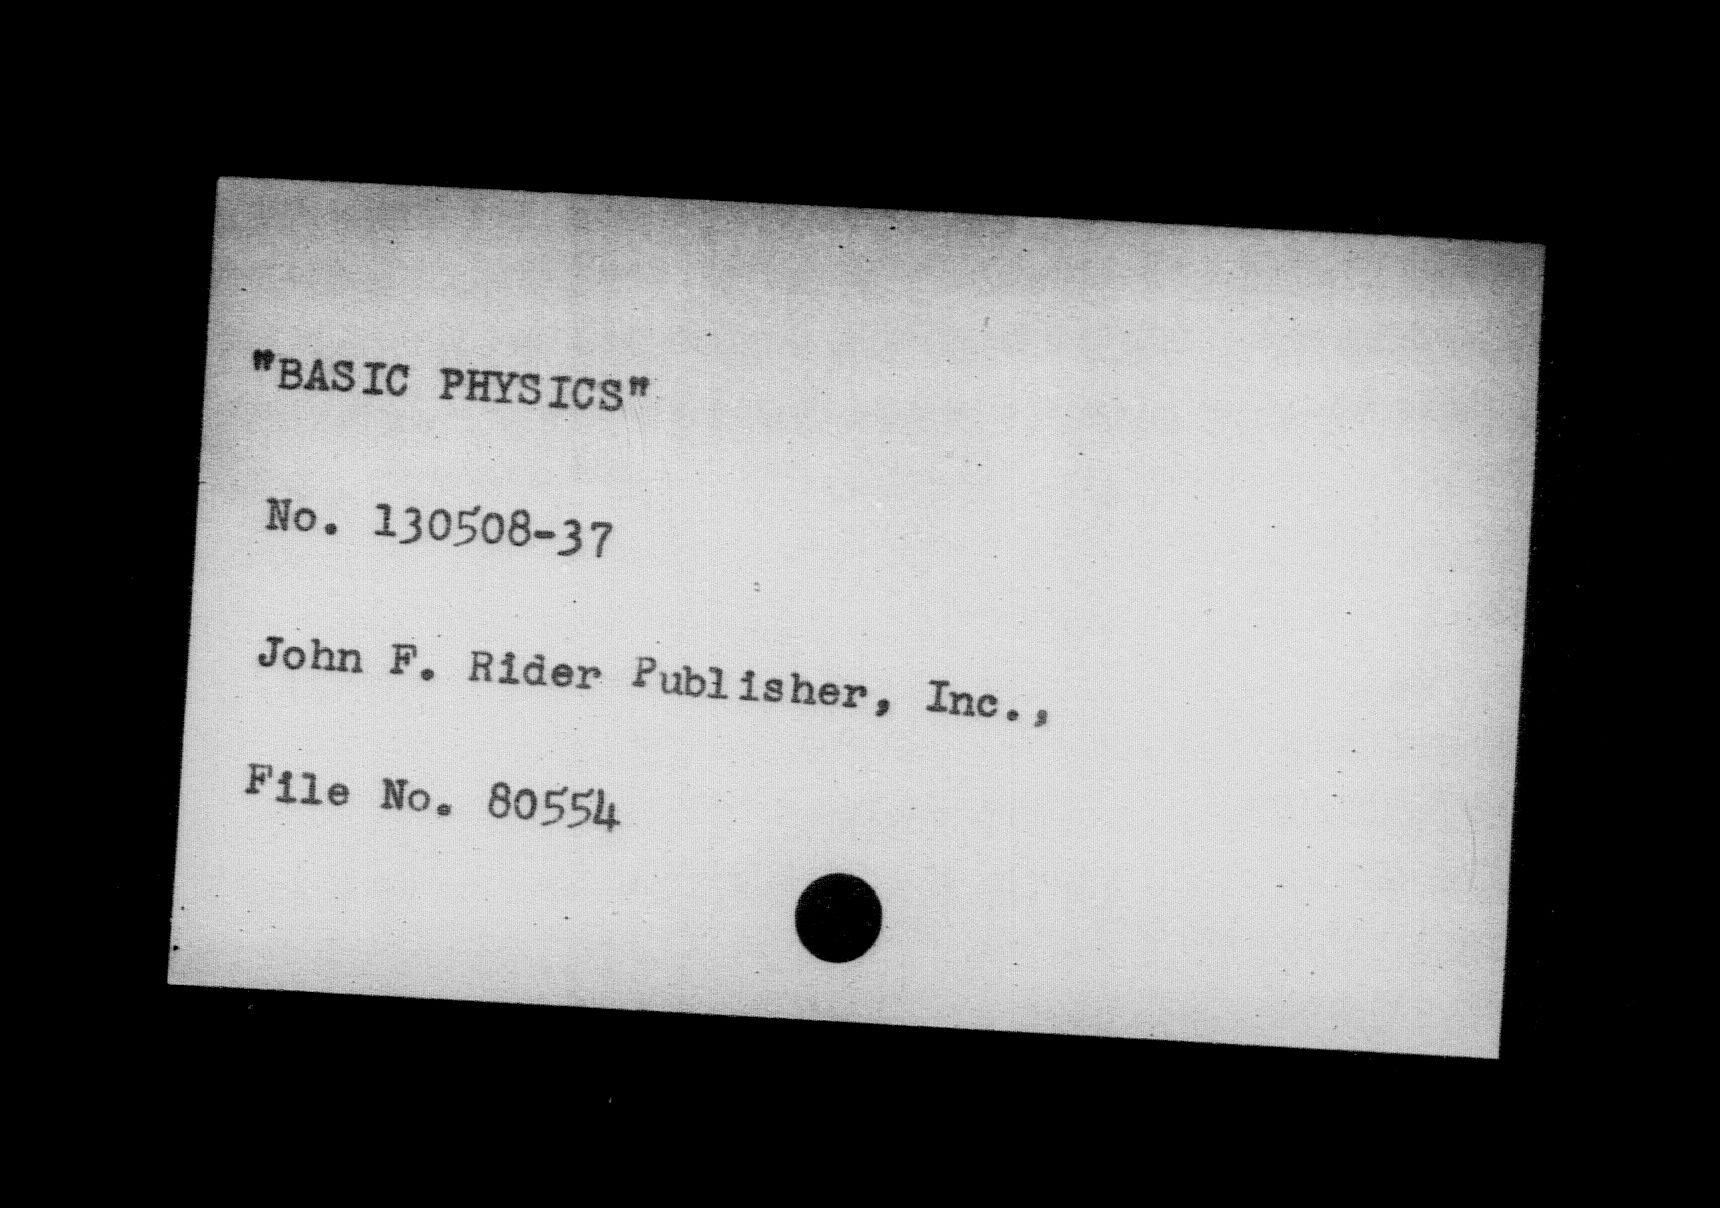 "BASIC PHYSICS"
No. 130508-37
John F. Rider Publisher, Inc.,
File No. 80554